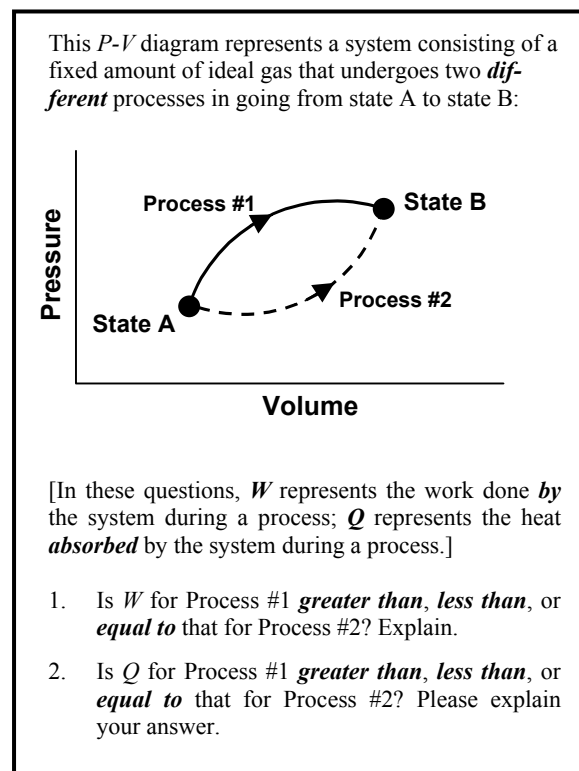 This P-V diagram represents a system consisting of a
fixed amount of ideal gas that undergoes two dif-
ferent processes in going from state A to state B:
Process #1
State B
Pressure
State A
Process #2
Volume
[In these questions, W represents the work done by
the system during a process; Q represents the heat
absorbed by the system during a process.]
1. Is W for Process #1 greater than, less than, or
equal to that for Process #2? Explain.
2. Is Q for Process #1 greater than, less than, or
equal to that for Process #2? Please explain
your answer.